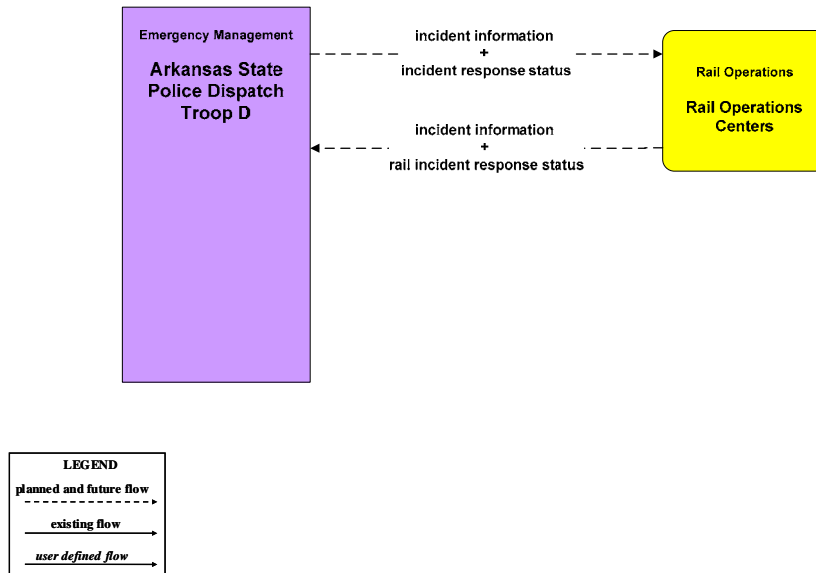 Emergency Management
Arkansas State
Police Dispatch
Troop D
incident information
+
incident response status
Rail Operations
Rail Operations
Centers
incident information
+
rail incident response status
LEGEND
planned and future flow
existing flow
user defined flow